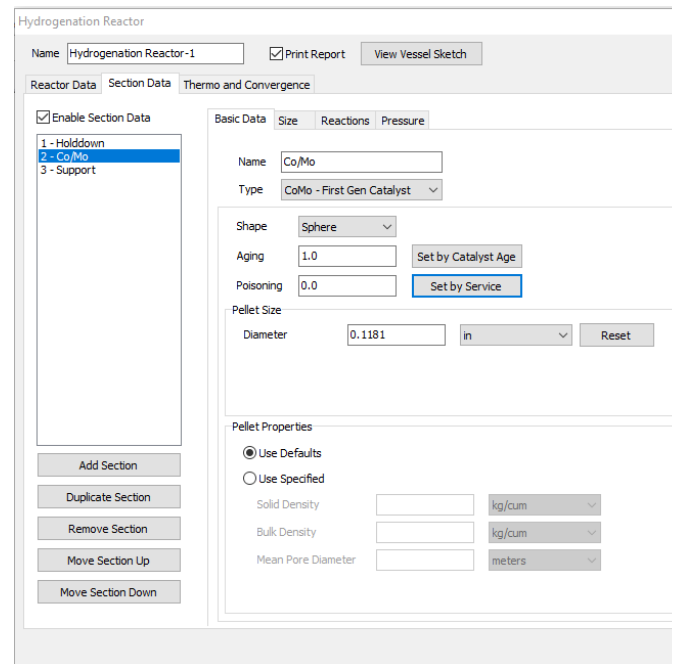 Hydrogenation Reactor
Name Hydrogenation Reactor-1 Print Report View Vessel Sketch
Reactor Data Section Data Thermo and Convergence
Enable Section Data
1 - Holddown
2 - Co/Mo
3 - Support
Add Section
Duplicate Section
Remove Section
Move Section Up
Move Section Down
Basic Data Size Reactions Pressure
Name Co/Mo
Type CoMo - First Gen Catalyst
Shape Sphere
Aging 1.0 Set by Catalyst Age
Poisoning 0.0 Set by Service
Pellet Size
Diameter 0.1181 in Reset
Pellet Properties
Use Defaults
Use Specified
Solid Density kg/cum
Bulk Density kg/cum
Mean Pore Diameter meters